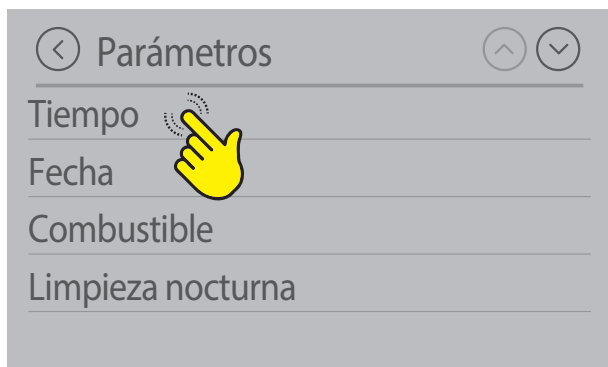 Parámetros
Tiempo
Fecha
Combustible
Limpieza nocturna